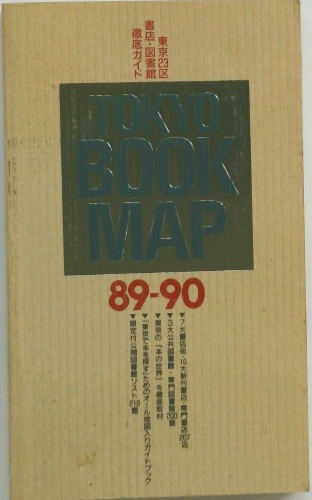 東京23区
書店・図書館
徹底ガイド
TOKYO
BOOK
MAP
89-90
▼7大書店街・10大新刊書店・専門書店207店
▼3大公共図書館・専門図書館200館
▼東京の「本の世界」を徹底取材
▼「東京で本を探す」ためのオール地図入りガイドブック
▼限定付公開図書館リスト210館